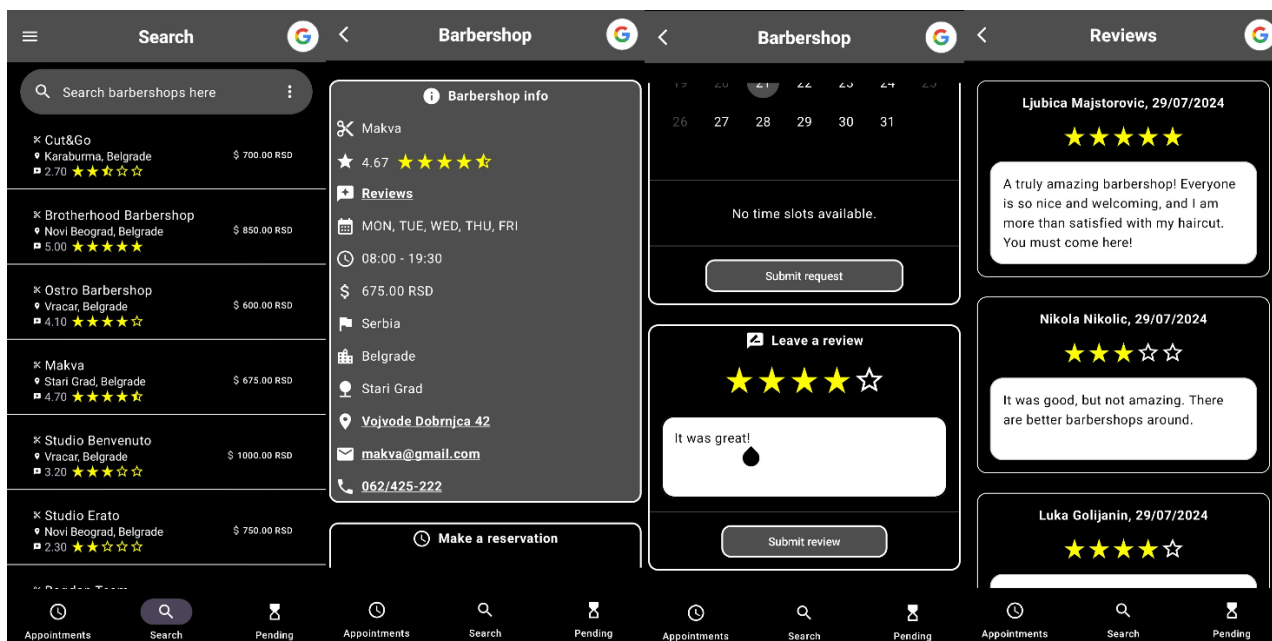 Search
Search barbershops here
Cut&Go
Karaburma, Belgrade
2.70
$ 700.00 RSD
Brotherhood Barbershop
Novi Beograd, Belgrade
5.00
$ 850.00 RSD
Ostro Barbershop
Vracar, Belgrade
4.10
$ 600.00 RSD
Makva
Stari Grad, Belgrade
4.70
$ 675.00 RSD
Studio Benvenuto
Vracar, Belgrade
3.20
$ 1000.00 RSD
Studio Erato
Novi Beograd, Belgrade
2.30
$ 750.00 RSD
Appointments
Search
Pending
Barbershop
Barbershop info
Makva
4.67
Reviews
MON, TUE, WED, THU, FRI
08:00 - 19:30
$ 675.00 RSD
Serbia
Belgrade
Stari Grad
Vojvode Dobrnjca 42
makva@gmail.com
062/425-222
Make a reservation
Appointments
Search
Pending
Barbershop
19 20 21 22 23 24 25
26 27 28 29 30 31
No time slots available.
Submit request
Leave a review
It was great!
Submit review
Appointments
Search
Pending
Reviews
Ljubica Majstorovic, 29/07/2024
A truly amazing barbershop! Everyone
is so nice and welcoming, and I am
more than satisfied with my haircut.
You must come here!
Nikola Nikolic, 29/07/2024
It was good, but not amazing. There
are better barbershops around.
Luka Golijanin, 29/07/2024
Appointments
Search
Pending